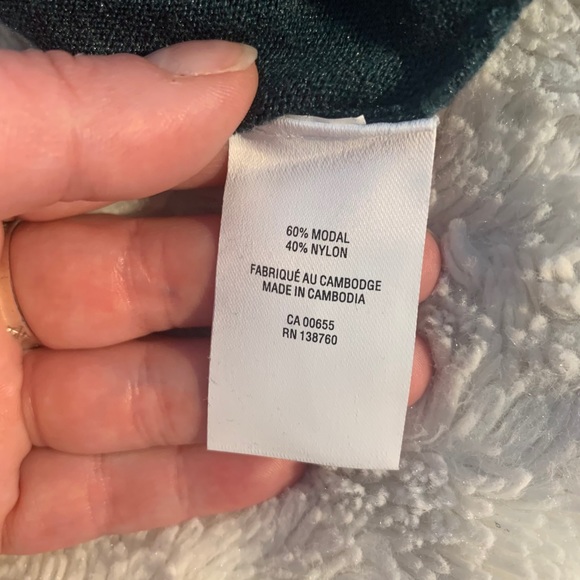 60% MODAL
40% NYLON
FABRIQUÉ AU CAMBODGE
MADE IN CAMBODIA
CA 00655
RN 138760